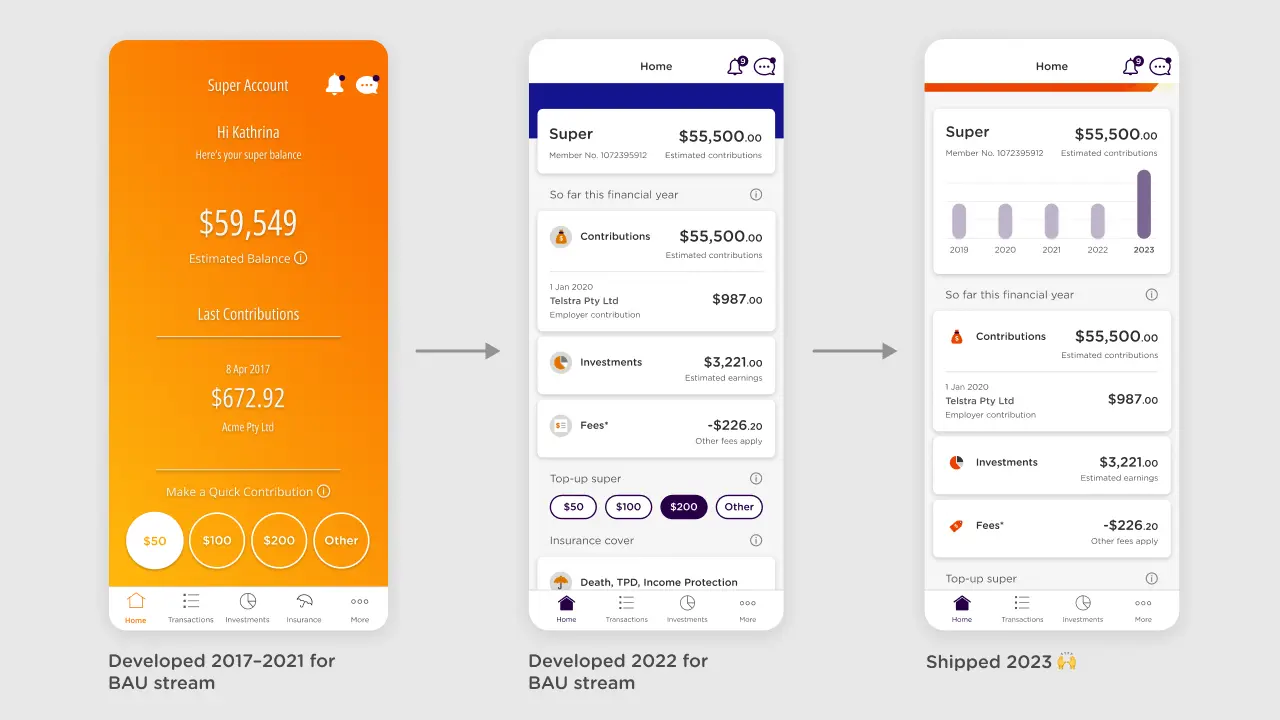 Super Account
Hi Kathrina
Here's your super balance
$59,549
Estimated Balance
Last Contributions
8 Apr 2017
$672.92
Acme Pty Ltd
Make a Quick Contribution
$50 $100 $200 Other
Home Transactions Investments Insurance More
Developed 2017–2021 for
BAU stream
Home 9
Super $55,500.00
Member No. 1072395912 Estimated contributions
So far this financial year
Contributions $55,500.00
Estimated contributions
1 Jan 2020
Telstra Pty Ltd $987.00
Employer contribution
Investments $3,221.00
Estimated earnings
Fees* -$226.20
Other fees apply
Top-up super
$50 $100 $200 Other
Insurance cover
Death, TPD, Income Protection
Home Transactions Investments More
Developed 2022 for
BAU stream
Home 9
Super $55,500.00
Member No. 1072395912 Estimated contributions
2019 2020 2021 2022 2023
So far this financial year
Contributions $55,500.00
Estimated contributions
1 Jan 2020
Telstra Pty Ltd $987.00
Employer contribution
Investments $3,221.00
Estimated earnings
Fees* -$226.20
Other fees apply
Top-up super
Home Transactions Investments More
Shipped 2023 🙌